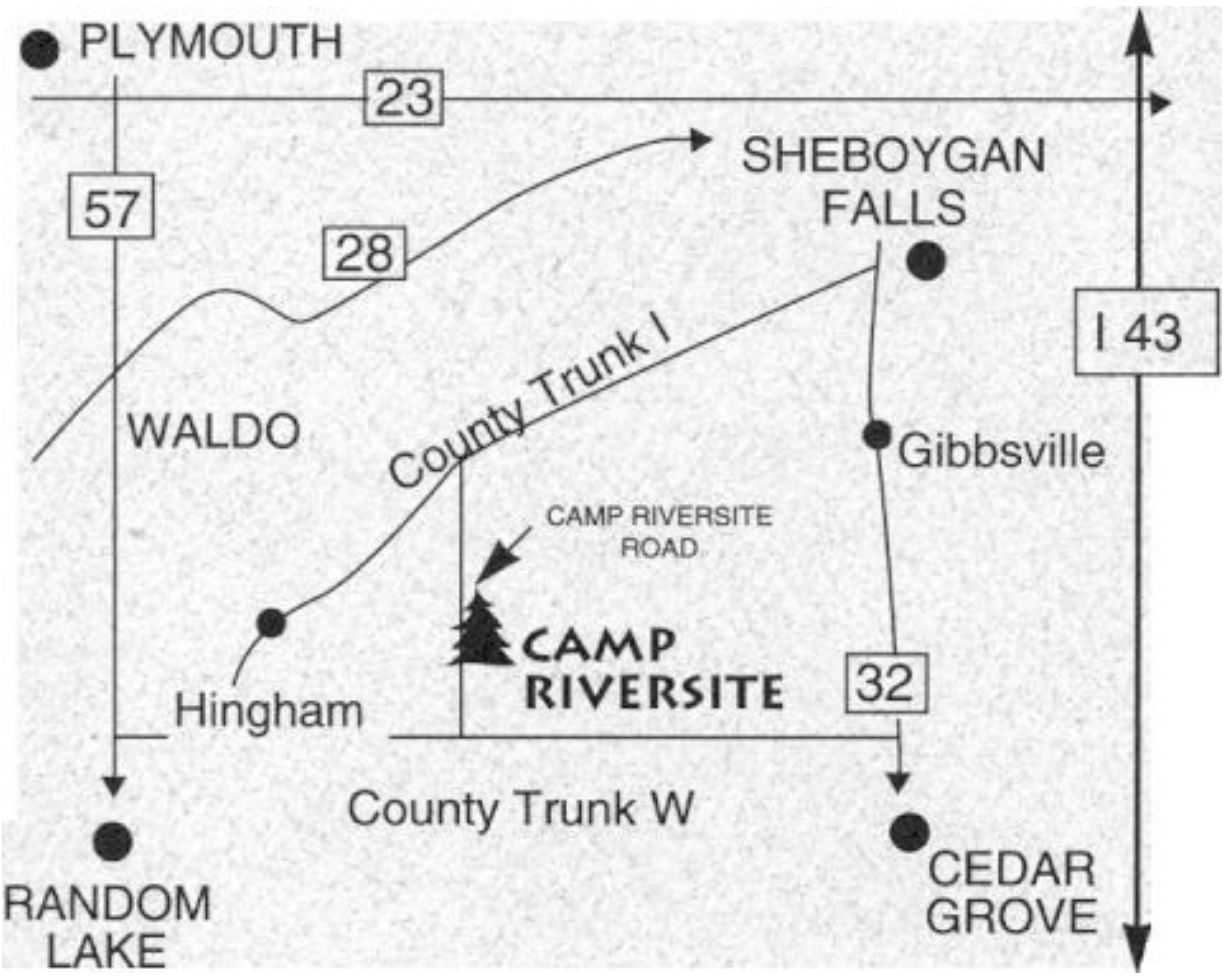 PLYMOUTH
23
57
28
SHEBOYGAN
FALLS
I 43
County Trunk I
WALDO
Gibbsville
CAMP RIVERSITE
ROAD
CAMP
RIVERSITE
32
Hingham
County Trunk W
RANDOM
LAKE
CEDAR
GROVE